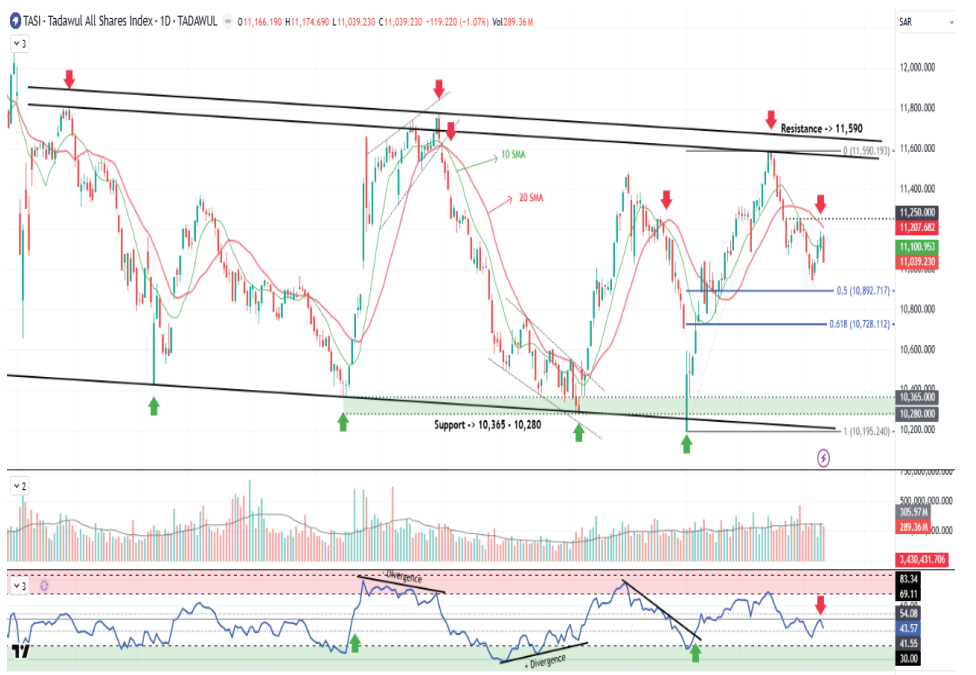 TASI · Tadawul All Shares Index · 1D · TADAWUL O11,166.190 H11,174.690 L11,039.230 C11,039.230 -119.220 (-1.07%) Vol289.36M
SAR
3
12,000.000
11,800.000
Resistance -> 11,590
11,600.000
0 (11,590.193)
10 SMA
20 SMA
11,400.000
11,250.000
11,207.682
11,100.953
11,039.230
0.5 (10,892.717)
10,800.000
0.618 (10,728.112)
10,600.000
10,400.000
10,365.000
10,280.000
Support -> 10,365 - 10,280
10,200.000
1 (10,195.240)
2
500,000,000.000
305.97M
289.36M
3,430,431.706
3
- Divergence
+ Divergence
83.34
69.11
54.08
43.57
41.55
30.00